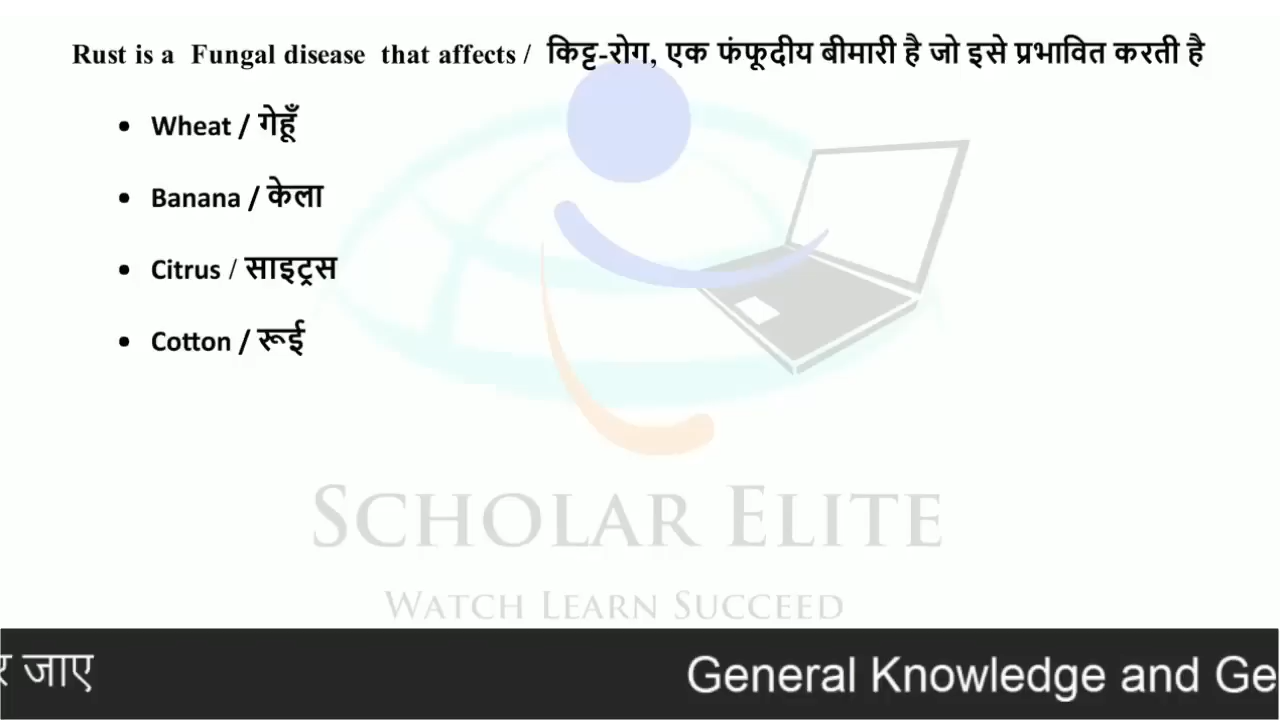 Rust is a Fungal disease that affects / किट्ट-रोग, एक फंफूदीय बीमारी है जो इसे प्रभावित करती है
• Wheat / गेहूँ
• Banana / केला
• Citrus / साइट्रस
• Cotton / रूई
SCHOLAR ELITE
WATCH LEARN SUCCEED
जाए General Knowledge and Ge